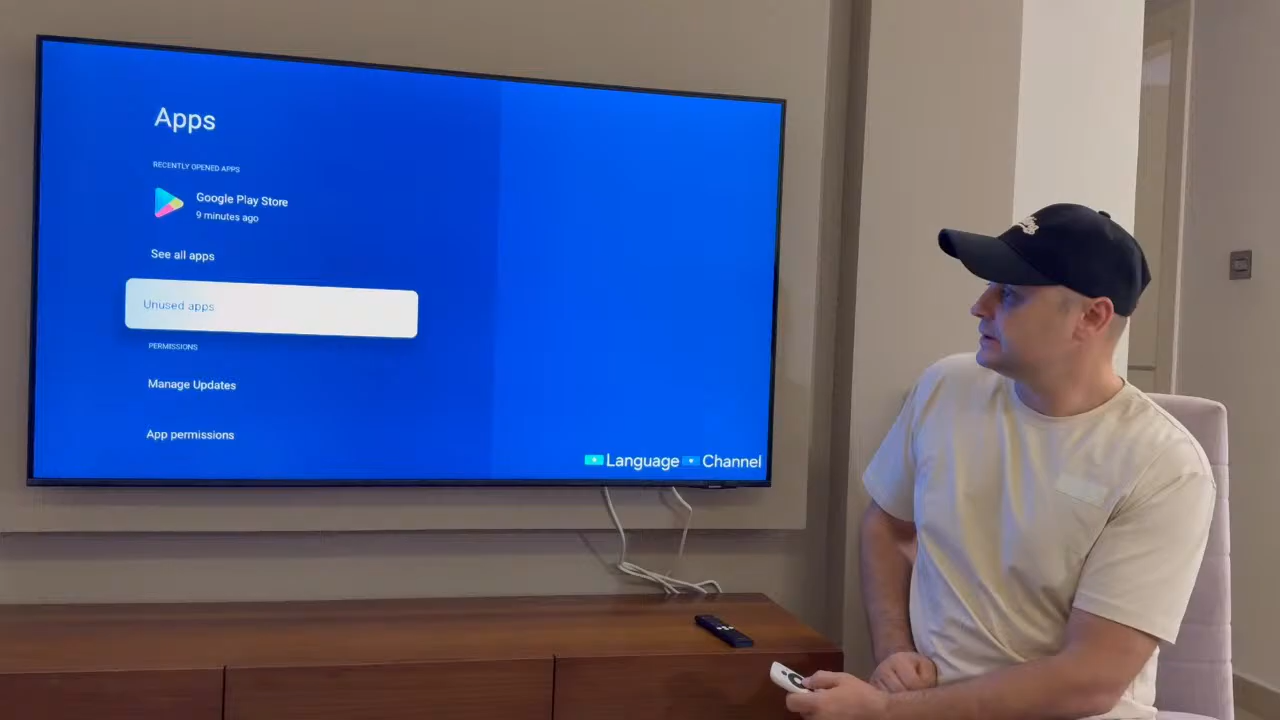 Apps
RECENTLY OPENED APPS
Google Play Store
9 minutes ago
See all apps
Unused apps
PERMISSIONS
Manage Updates
App permissions
Language Channel